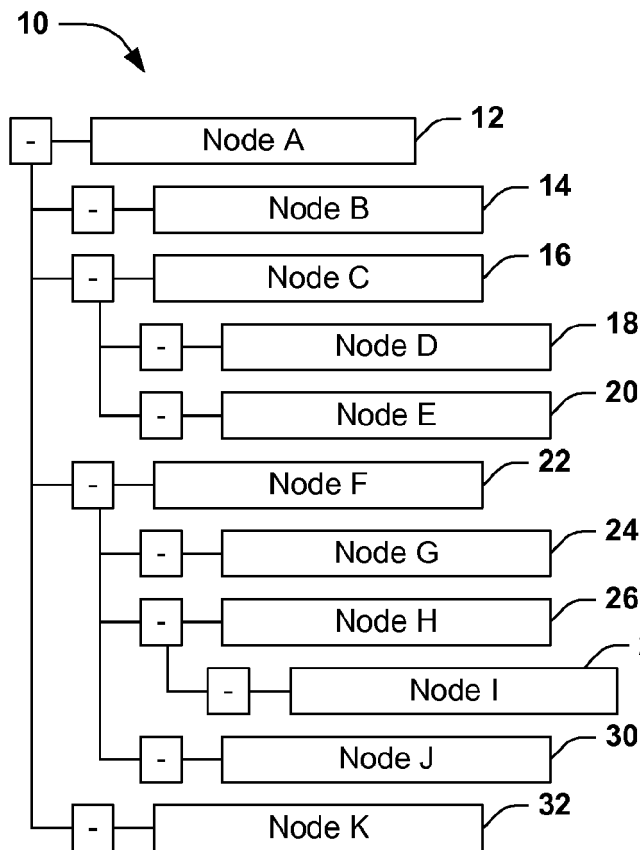 10
- Node A 12
- Node B 14
- Node C 16
- Node D 18
- Node E 20
- Node F 22
- Node G 24
- Node H 26
- Node I
- Node J 30
- Node K 32